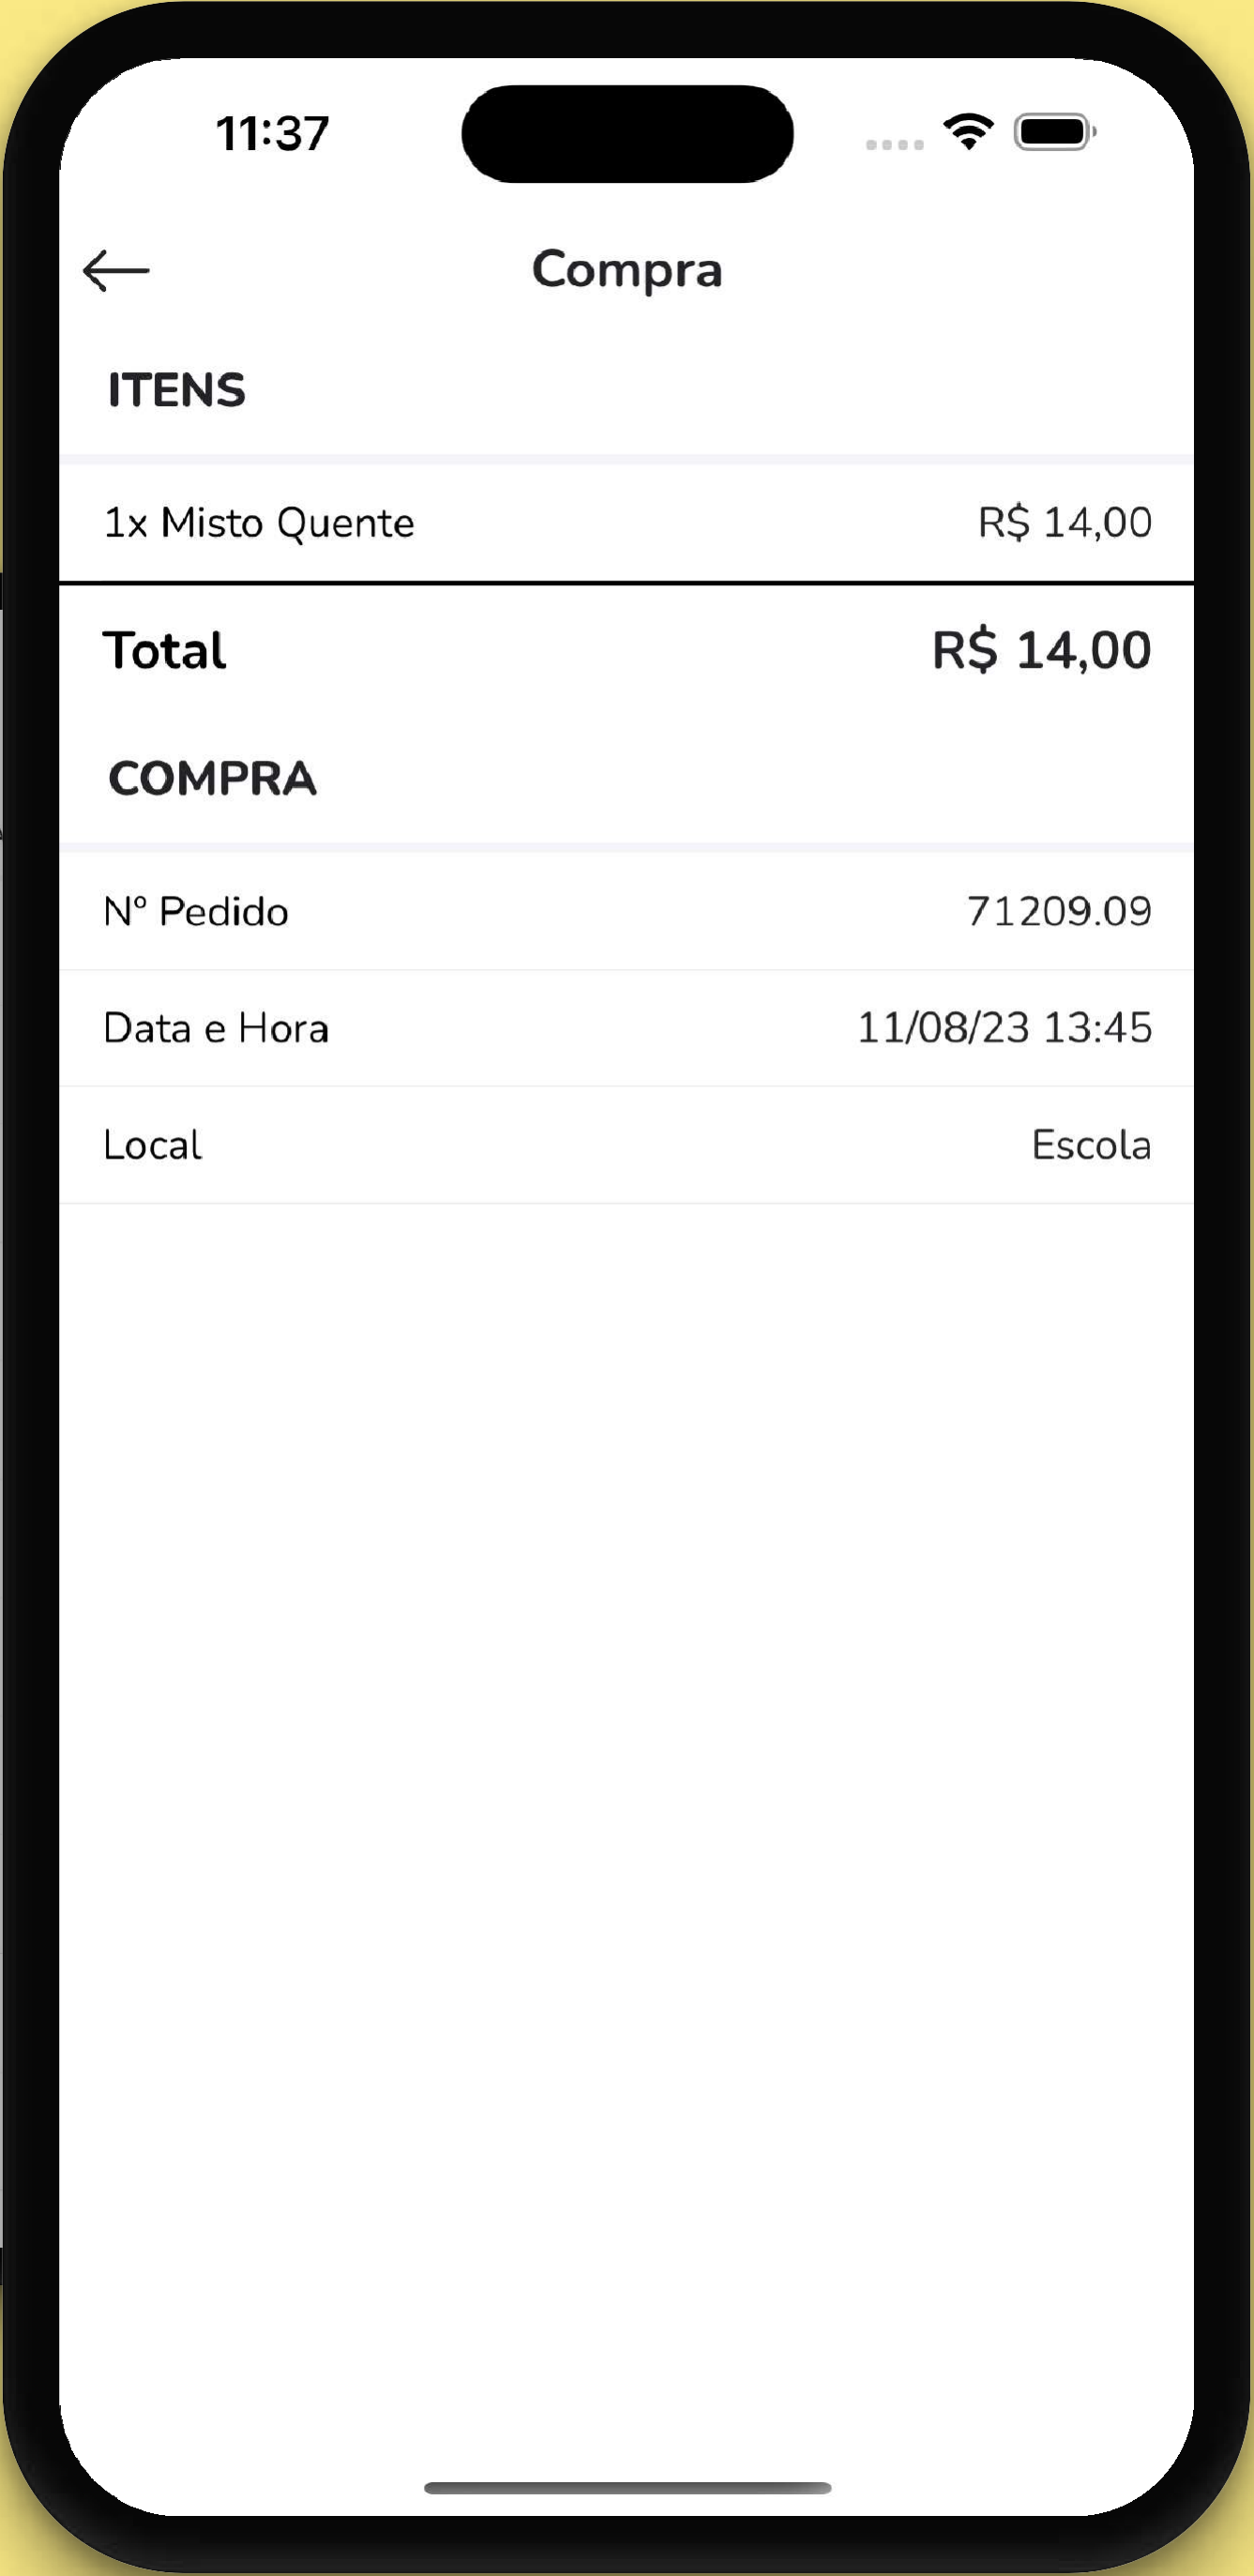 11:37
Compra
ITENS
1x Misto Quente R$ 14,00
Total R$ 14,00
COMPRA
Nº Pedido 71209.09
Data e Hora 11/08/23 13:45
Local Escola